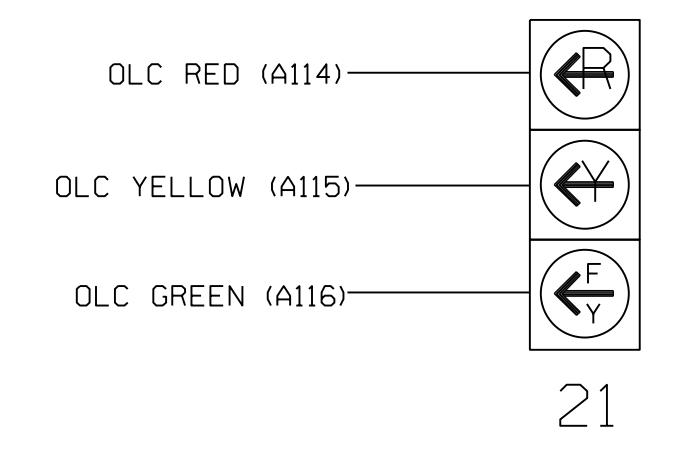 OLC RED (A114)
R
OLC YELLOW (A115)
Y
OLC GREEN (A116)
F
Y
21